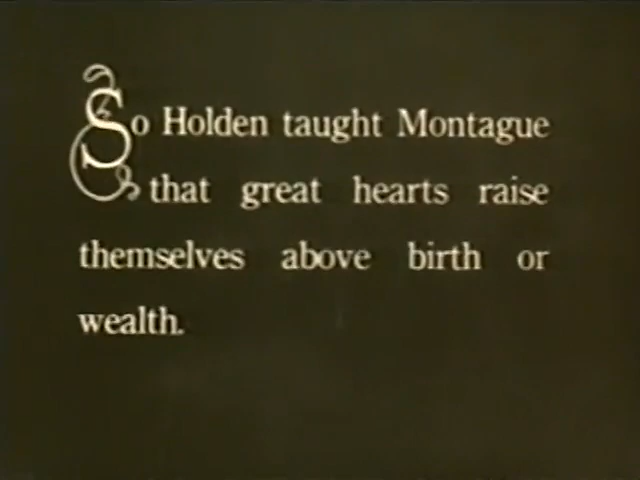 So Holden taught Montague
that great hearts raise
themselves above birth or
wealth.